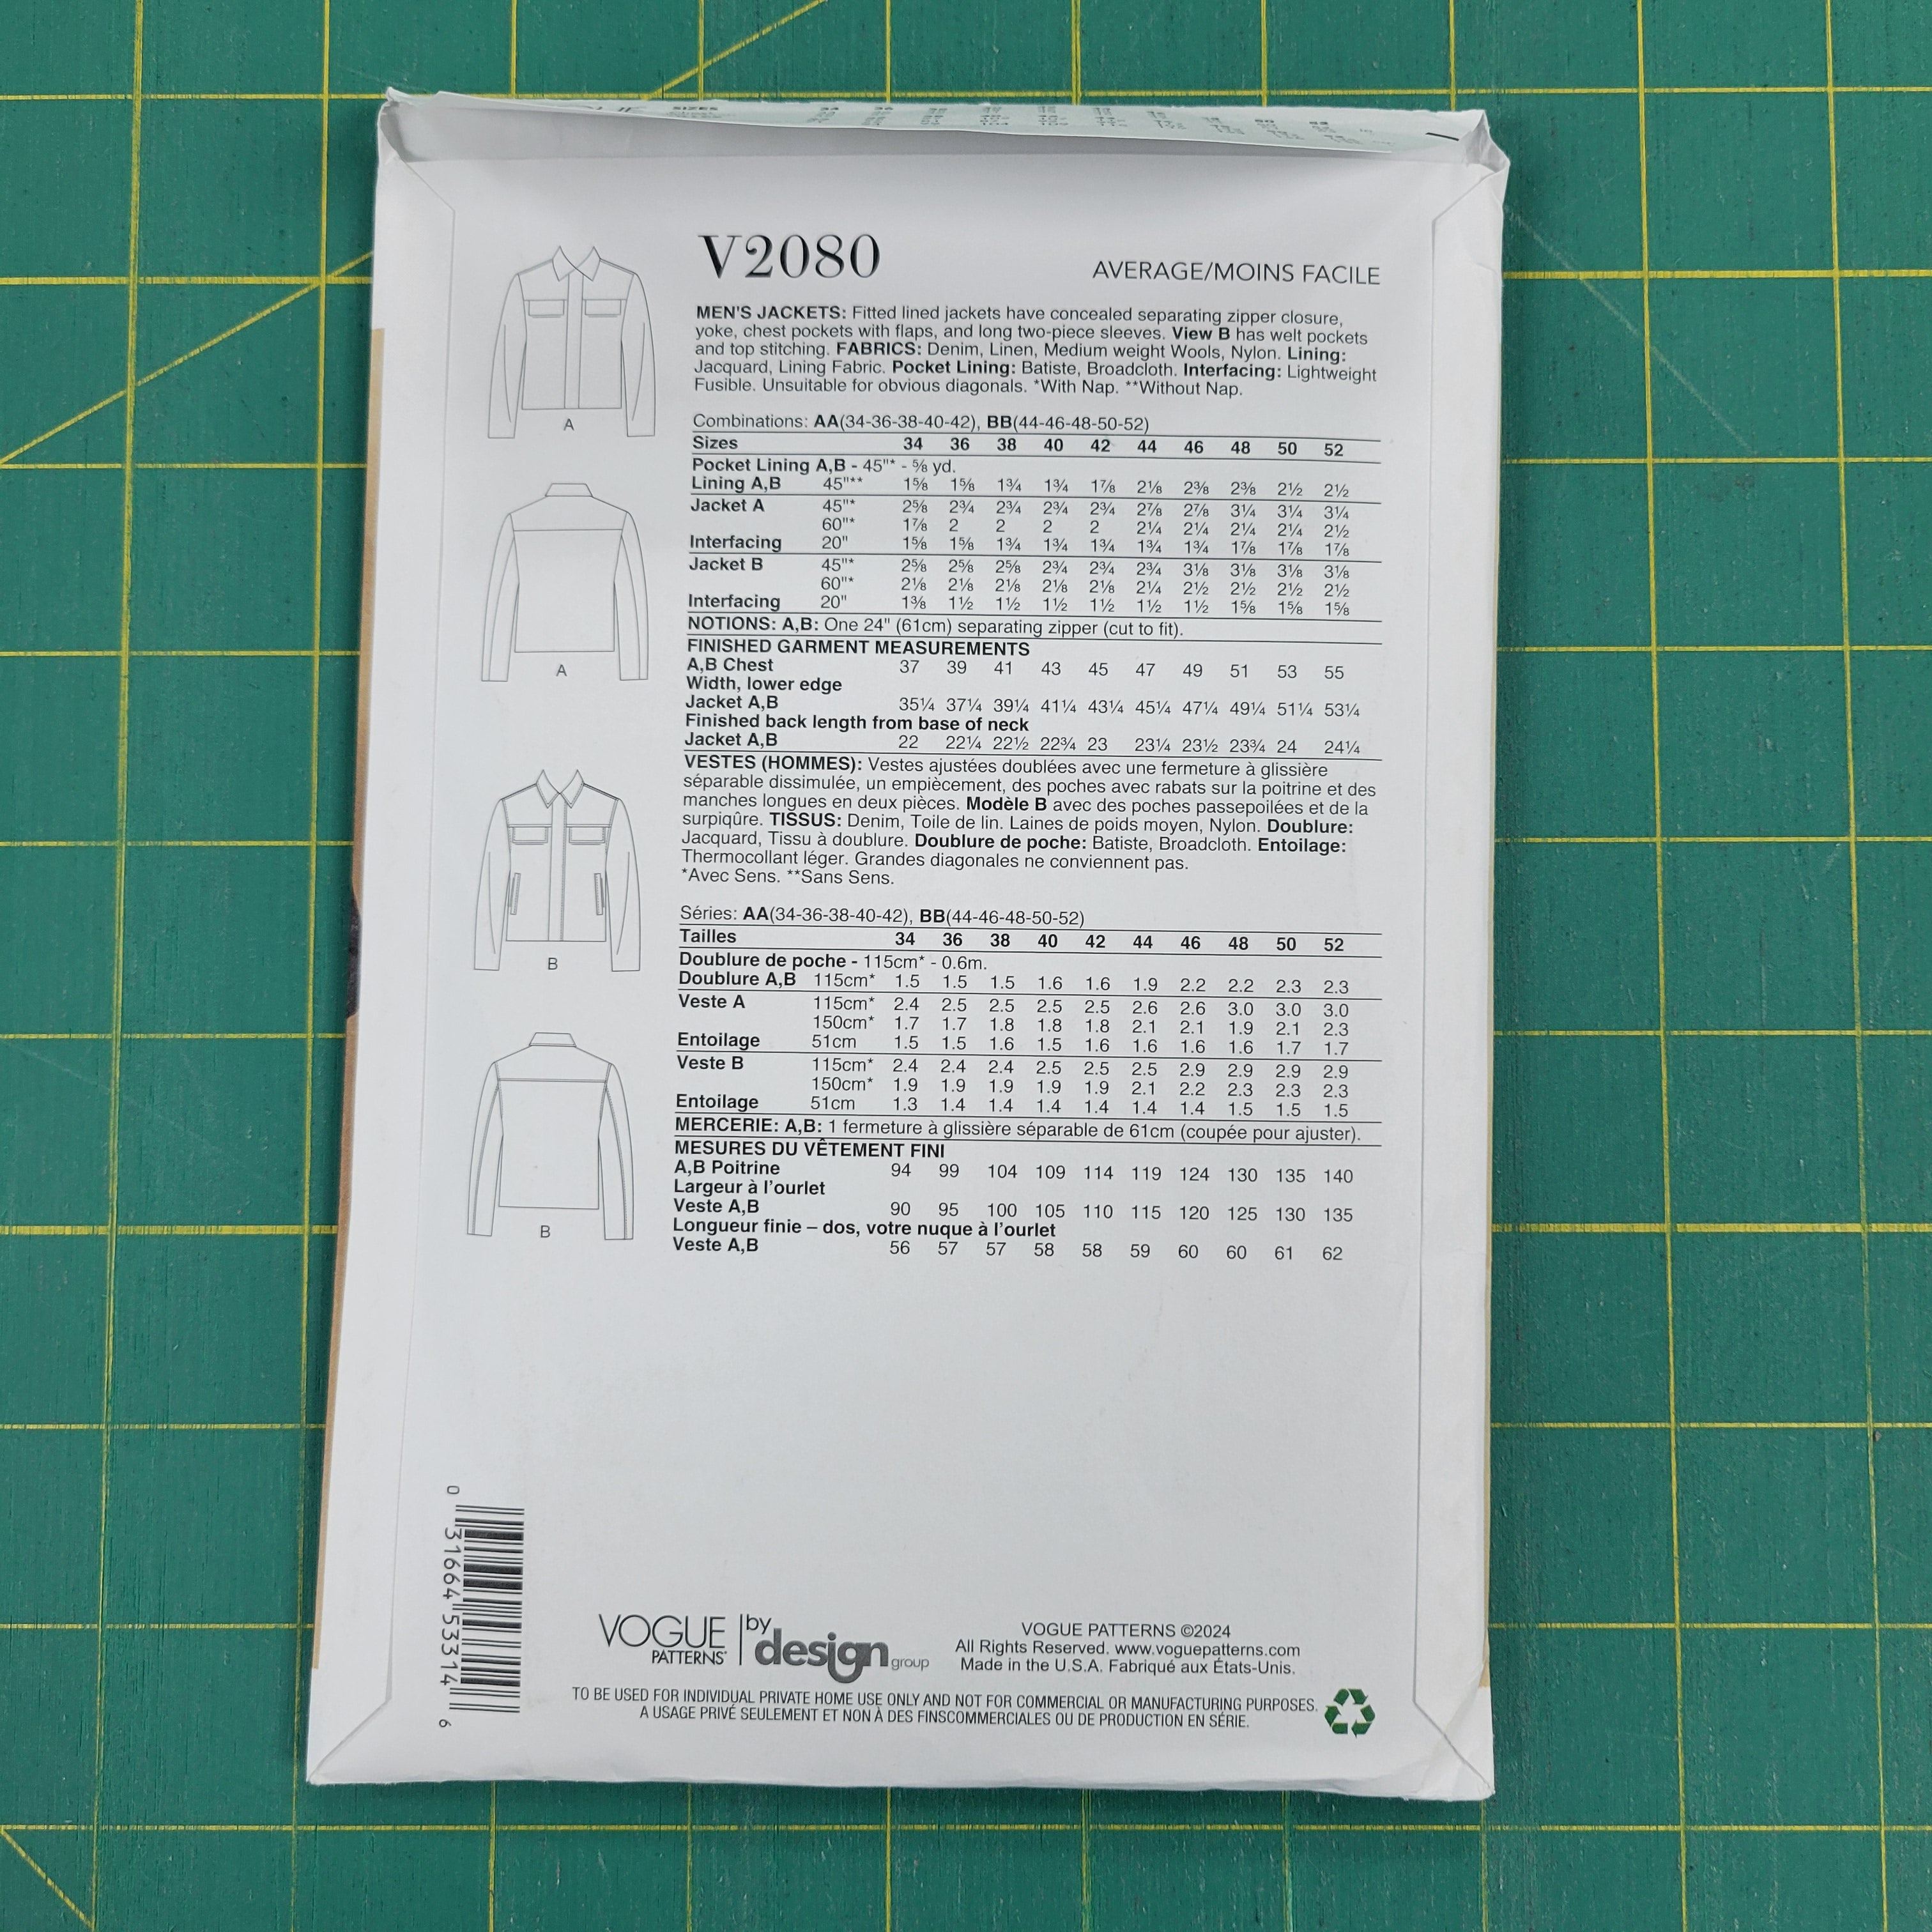 SIZES
V2080
AVERAGE/MOINS FACILE
MEN'S JACKETS: Fitted lined jackets have concealed separating zipper closure,
yoke, chest pockets with flaps, and long two-piece sleeves. View B has welt pockets
and top stitching. FABRICS: Denim, Linen, Medium weight Wools, Nylon. Lining:
Jacquard, Lining Fabric. Pocket Lining: Batiste, Broadcloth. Interfacing: Lightweight
Fusible. Unsuitable for obvious diagonals. *With Nap. **Without Nap.
Combinations: AA(34-36-38-40-42), BB(44-46-48-50-52)
Sizes 34 36 38 40 42 44 46 48 50 52
Pocket Lining A,B - 45"* - ⅝ yd.
Lining A,B 45"** 1⅝ 1⅝ 1¾ 1¾ 1⅞ 2⅛ 2⅜ 2⅜ 2½ 2½
Jacket A 45"* 2⅝ 2¾ 2¾ 2¾ 2¾ 2⅞ 2⅞ 3¼ 3¼ 3¼
60"* 1⅞ 2 2 2 2 2¼ 2¼ 2¼ 2¼ 2½
Interfacing 20" 1⅝ 1⅝ 1¾ 1¾ 1¾ 1¾ 1¾ 1⅞ 1⅞ 1⅞
Jacket B 45"* 2⅝ 2⅝ 2⅝ 2¾ 2¾ 2¾ 3⅛ 3⅛ 3⅛ 3⅛
60"* 2⅛ 2⅛ 2⅛ 2⅛ 2⅛ 2¼ 2½ 2½ 2½ 2½
Interfacing 20" 1⅜ 1½ 1½ 1½ 1½ 1½ 1½ 1⅝ 1⅝ 1⅝
NOTIONS: A,B: One 24" (61cm) separating zipper (cut to fit).
FINISHED GARMENT MEASUREMENTS
A,B Chest 37 39 41 43 45 47 49 51 53 55
Width, lower edge
Jacket A,B 35¼ 37¼ 39¼ 41¼ 43¼ 45¼ 47¼ 49¼ 51¼ 53¼
Finished back length from base of neck
Jacket A,B 22 22¼ 22½ 22¾ 23 23¼ 23½ 23¾ 24 24¼
VESTES (HOMMES): Vestes ajustées doublées avec une fermeture à glissière
séparable dissimulée, un empiècement, des poches avec rabats sur la poitrine et des
manches longues en deux pièces. Modèle B avec des poches passepoilées et de la
surpiqûre. TISSUS: Denim, Toile de lin. Laines de poids moyen, Nylon. Doublure:
Jacquard, Tissu à doublure. Doublure de poche: Batiste, Broadcloth. Entoilage:
Thermocollant léger. Grandes diagonales ne conviennent pas.
*Avec Sens. **Sans Sens.
Séries: AA(34-36-38-40-42), BB(44-46-48-50-52)
Tailles 34 36 38 40 42 44 46 48 50 52
Doublure de poche - 115cm* - 0.6m.
Doublure A,B 115cm* 1.5 1.5 1.5 1.6 1.6 1.9 2.2 2.2 2.3 2.3
Veste A 115cm* 2.4 2.5 2.5 2.5 2.5 2.6 2.6 3.0 3.0 3.0
150cm* 1.7 1.7 1.8 1.8 1.8 2.1 2.1 1.9 2.1 2.3
Entoilage 51cm 1.5 1.5 1.6 1.5 1.6 1.6 1.6 1.6 1.7 1.7
Veste B 115cm* 2.4 2.4 2.4 2.5 2.5 2.5 2.9 2.9 2.9 2.9
150cm* 1.9 1.9 1.9 1.9 1.9 2.1 2.2 2.3 2.3 2.3
Entoilage 51cm 1.3 1.4 1.4 1.4 1.4 1.4 1.4 1.5 1.5 1.5
MERCERIE: A,B: 1 fermeture à glissière séparable de 61cm (coupée pour ajuster).
MESURES DU VÊTEMENT FINI
A,B Poitrine 94 99 104 109 114 119 124 130 135 140
Largeur à l'ourlet
Veste A,B 90 95 100 105 110 115 120 125 130 135
Longueur finie – dos, votre nuque à l'ourlet
Veste A,B 56 57 57 58 58 59 60 60 61 62
A
A
B
B
0 31664 53314 6
VOGUE PATTERNS by design group
VOGUE PATTERNS ©2024
All Rights Reserved. www.voguepatterns.com
Made in the U.S.A. Fabriqué aux États-Unis.
TO BE USED FOR INDIVIDUAL PRIVATE HOME USE ONLY AND NOT FOR COMMERCIAL OR MANUFACTURING PURPOSES.
A USAGE PRIVÉ SEULEMENT ET NON À DES FINSCOMMERCIALES OU DE PRODUCTION EN SÉRIE.